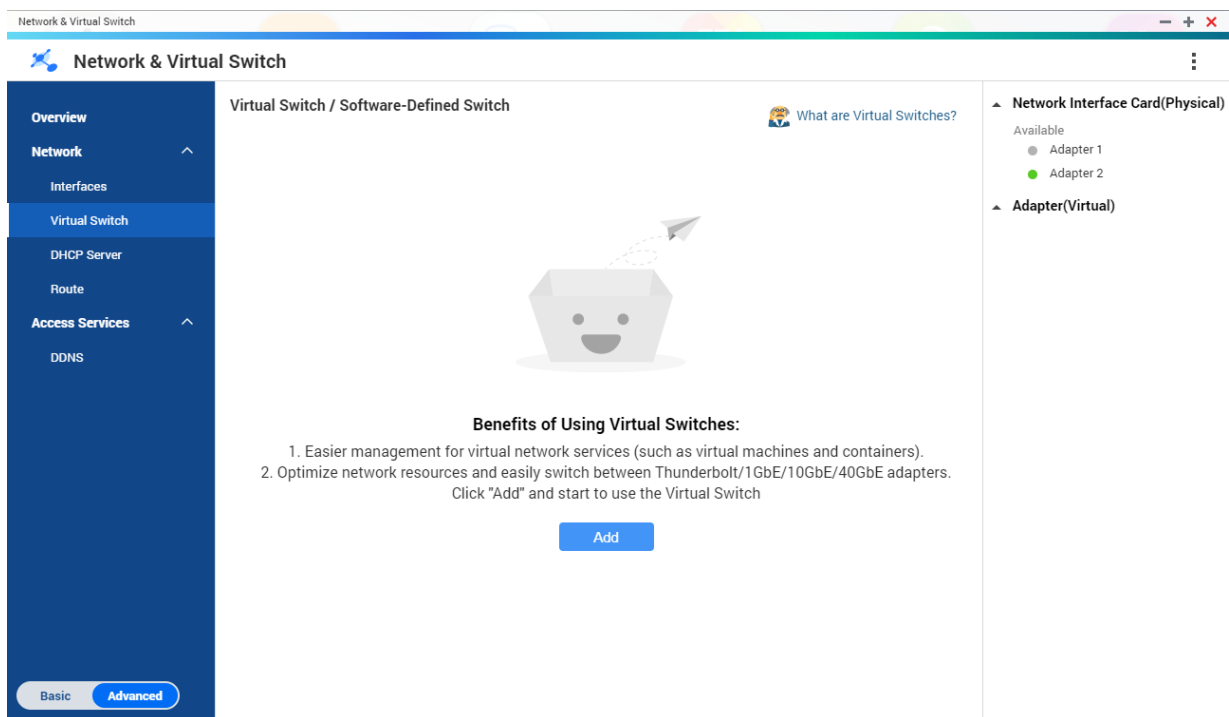 Network & Virtual Switch
Network & Virtual Switch
Overview
Network
Interfaces
Virtual Switch
DHCP Server
Route
Access Services
DDNS
Basic
Advanced
Virtual Switch / Software-Defined Switch
What are Virtual Switches?
Benefits of Using Virtual Switches:
1. Easier management for virtual network services (such as virtual machines and containers).
2. Optimize network resources and easily switch between Thunderbolt/1GbE/10GbE/40GbE adapters.
Click "Add" and start to use the Virtual Switch
Add
Network Interface Card(Physical)
Available
Adapter 1
Adapter 2
Adapter(Virtual)